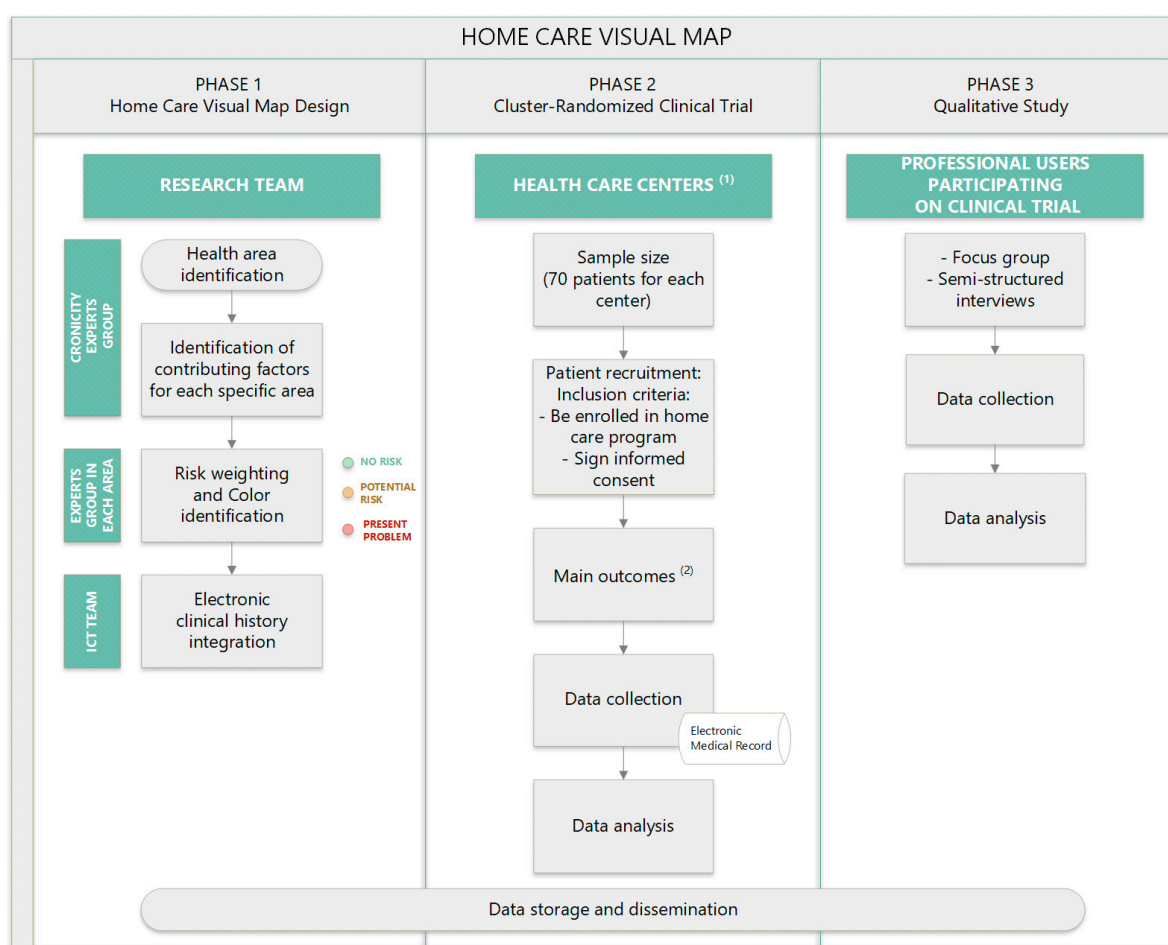 HOME CARE VISUAL MAP
PHASE 1
Home Care Visual Map Design
PHASE 2
Cluster-Randomized Clinical Trial
PHASE 3
Qualitative Study
RESEARCH TEAM
CRONICITY
EXPERTS
GROUP
Health area
identification
Identification of
contributing factors
for each specific area
EXPERTS
GROUP IN
EACH AREA
Risk weighting
and Color
identification
NO RISK
POTENTIAL
RISK
PRESENT
PROBLEM
ICT TEAM
Electronic
clinical history
integration
HEALTH CARE CENTERS (1)
Sample size
(70 patients for each
center)
Patient recruitment:
Inclusion criteria:
- Be enrolled in home
care program
- Sign informed
consent
Main outcomes (2)
Data collection
Electronic
Medical Record
Data analysis
PROFESSIONAL USERS
PARTICIPATING
ON CLINICAL TRIAL
- Focus group
- Semi-structured
interviews
Data collection
Data analysis
Data storage and dissemination